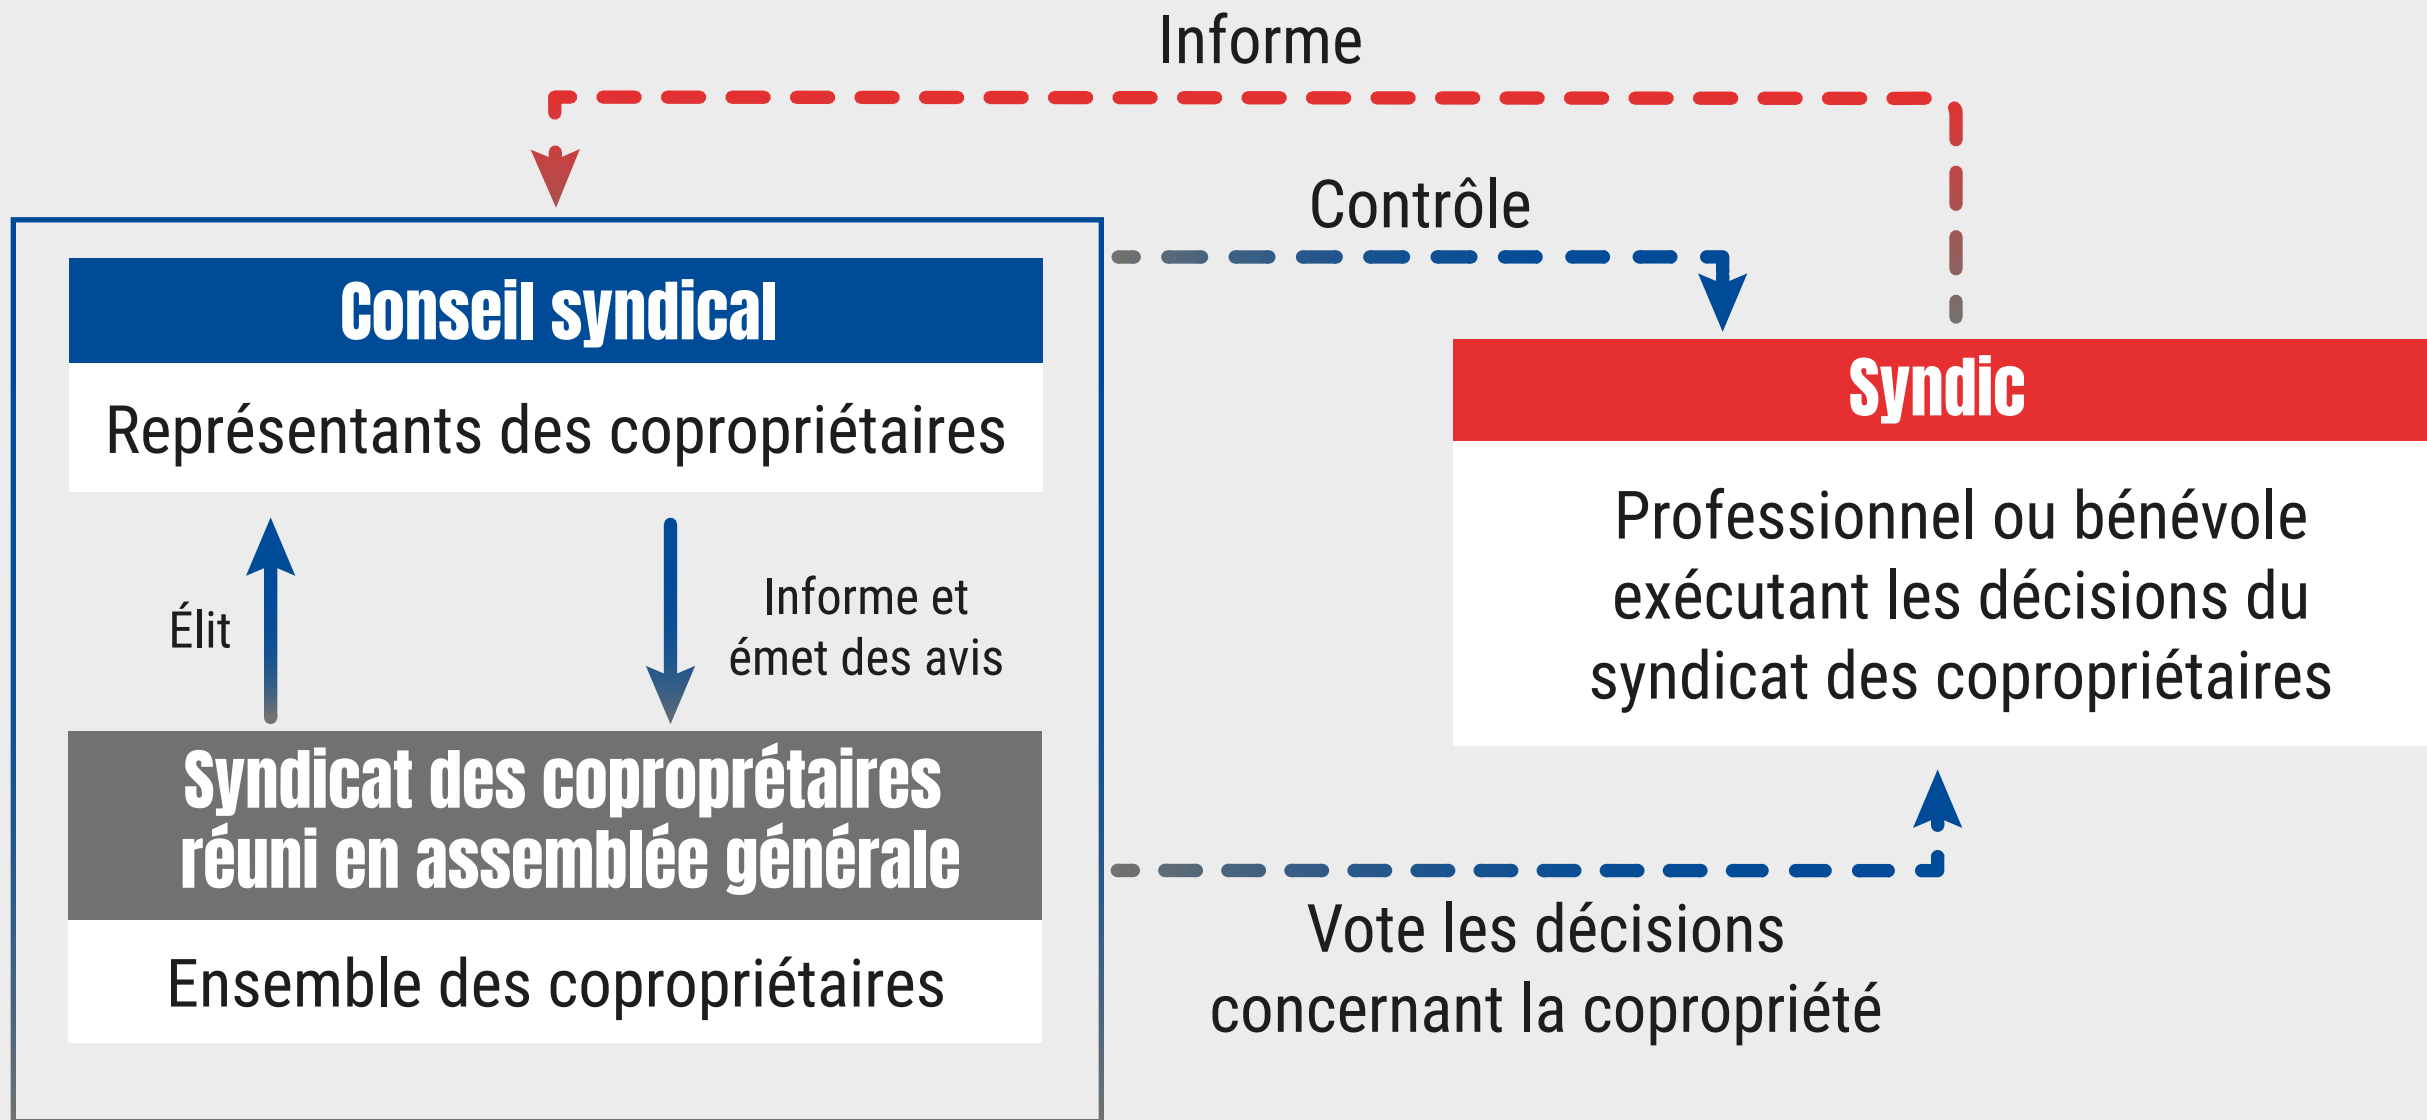 Informe
Contrôle
Conseil syndical
Représentants des copropriétaires
Élit
Informe et
émet des avis
Syndicat des coproprétaires
réuni en assemblée générale
Ensemble des copropriétaires
Syndic
Professionnel ou bénévole
exécutant les décisions du
syndicat des copropriétaires
Vote les décisions
concernant la copropriété